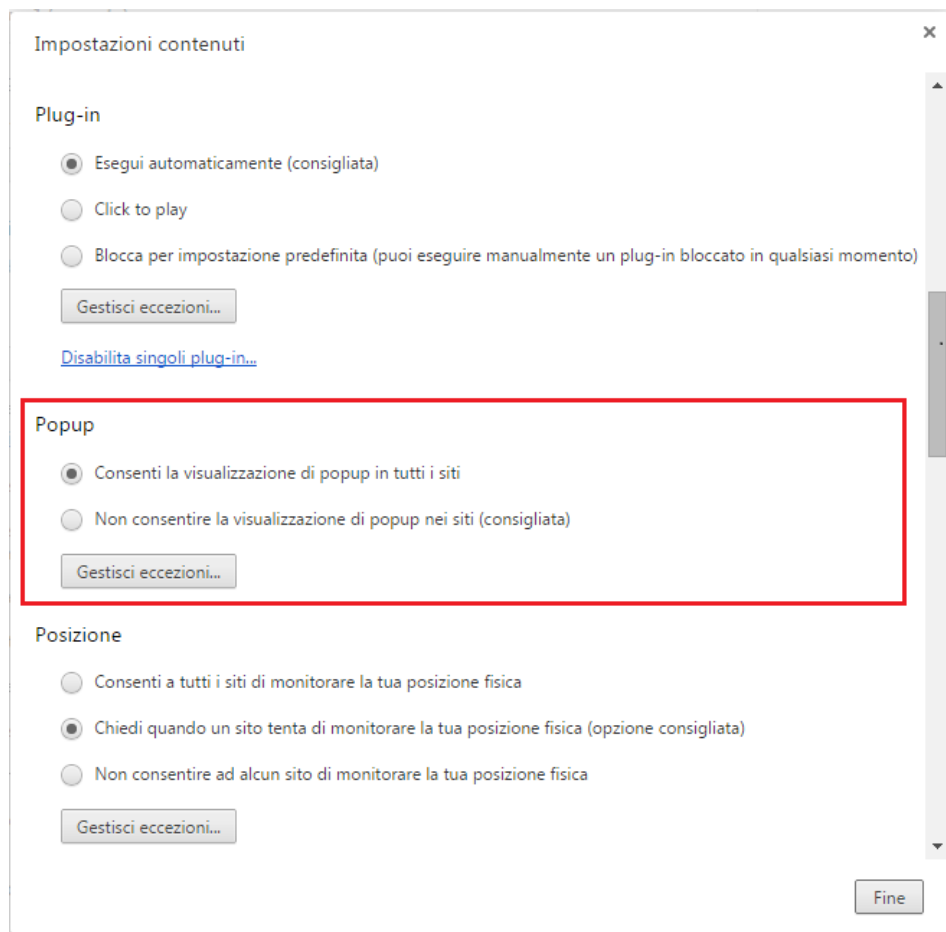 Impostazioni contenuti
Plug-in
Esegui automaticamente (consigliata)
Click to play
Blocca per impostazione predefinita (puoi eseguire manualmente un plug-in bloccato in qualsiasi momento)
Gestisci eccezioni...
Disabilita singoli plug-in...
Popup
Consenti la visualizzazione di popup in tutti i siti
Non consentire la visualizzazione di popup nei siti (consigliata)
Gestisci eccezioni...
Posizione
Consenti a tutti i siti di monitorare la tua posizione fisica
Chiedi quando un sito tenta di monitorare la tua posizione fisica (opzione consigliata)
Non consentire ad alcun sito di monitorare la tua posizione fisica
Gestisci eccezioni...
Fine